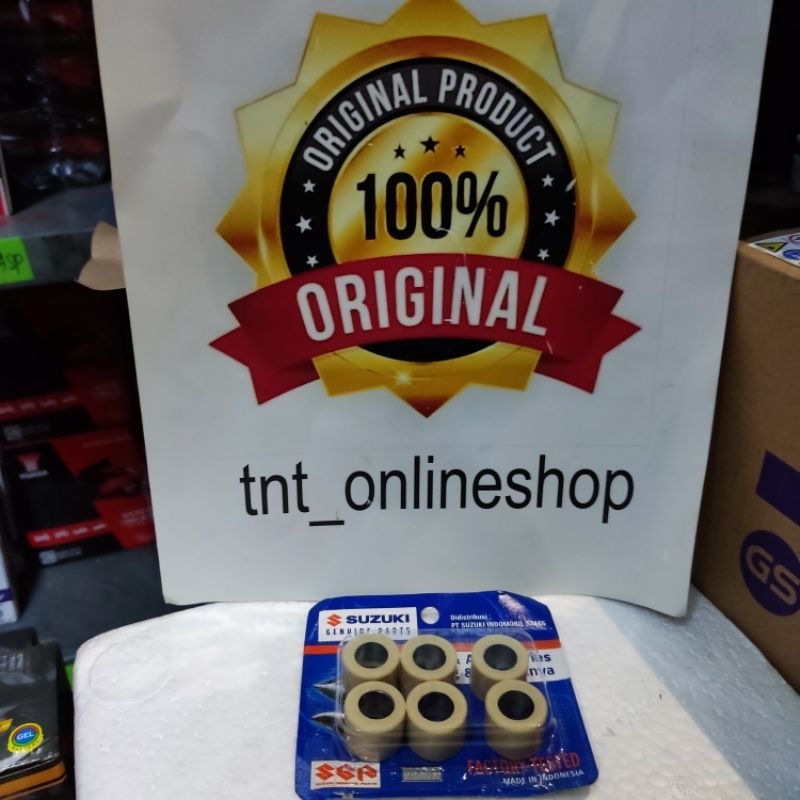 ORIGINAL PRODUCT
100%
ORIGINAL
tnt_onlineshop
ASP
GS
GEL
SUZUKI
GENUINE PARTS
Didistribusi :
PT SUZUKI INDOMOBIL SALES
SGP
FACTORY TESTED
MADE IN INDONESIA